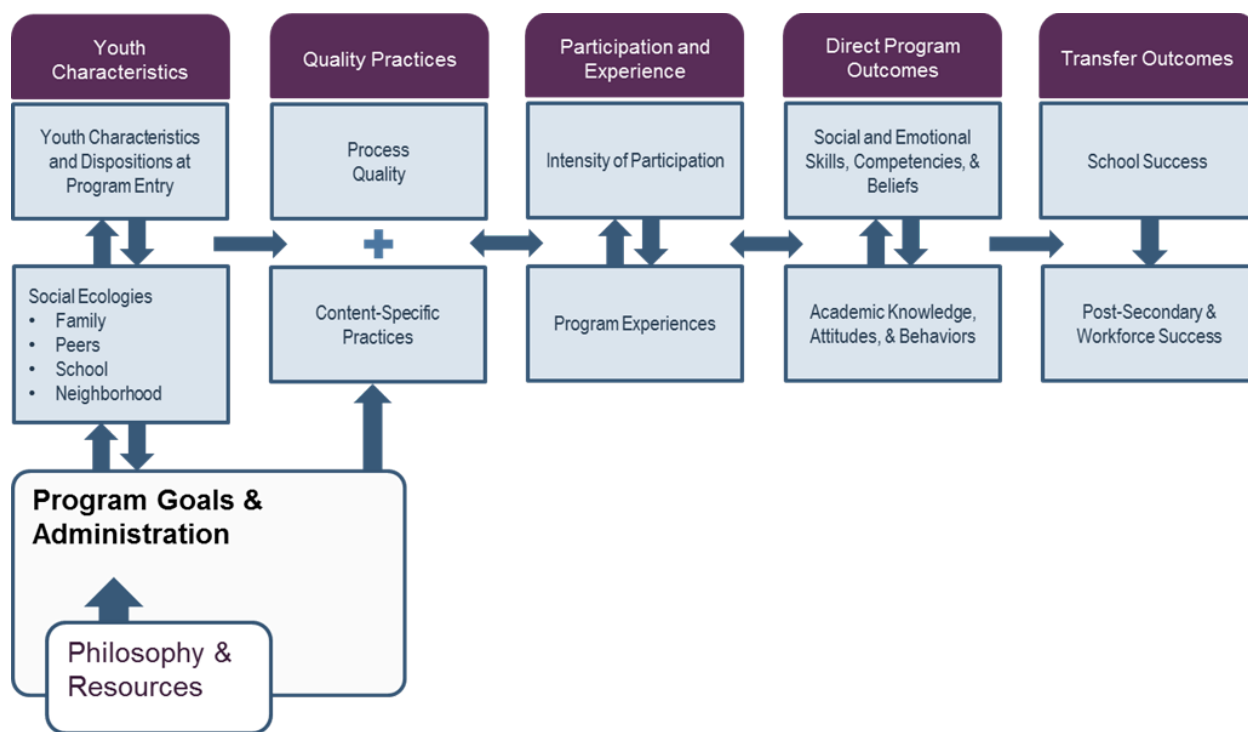 Youth
Characteristics
Quality Practices
Participation and
Experience
Direct Program
Outcomes
Transfer Outcomes
Youth Characteristics
and Dispositions at
Program Entry
Process
Quality
Intensity of Participation
Social and Emotional
Skills, Competencies, &
Beliefs
School Success
Social Ecologies
• Family
• Peers
• School
• Neighborhood
Content-Specific
Practices
Program Experiences
Academic Knowledge,
Attitudes, & Behaviors
Post-Secondary &
Workforce Success
Program Goals &
Administration
Philosophy &
Resources